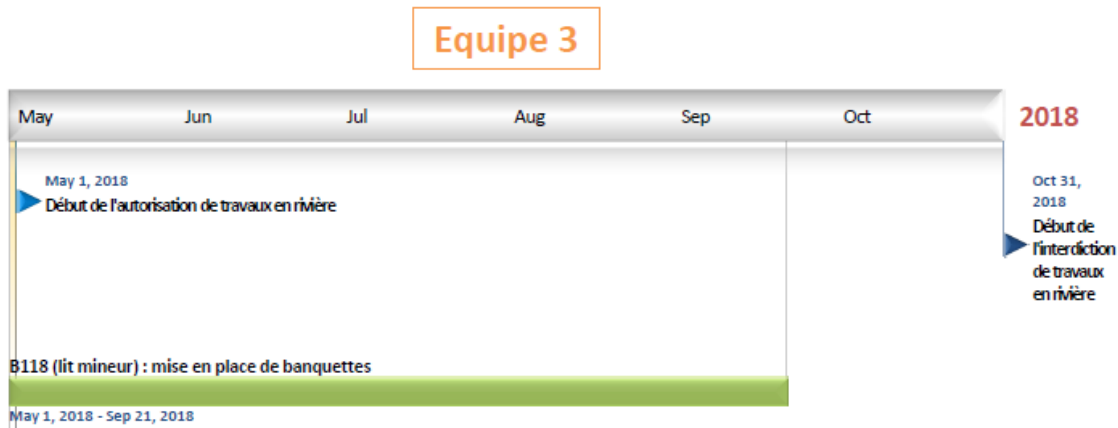 Equipe 3
May Jun Jul Aug Sep Oct 2018
May 1, 2018
Début de l'autorisation de travaux en rivière
Oct 31,
2018
Début de
l'interdiction
de travaux
en rivière
B118 (lit mineur) : mise en place de banquettes
May 1, 2018 - Sep 21, 2018